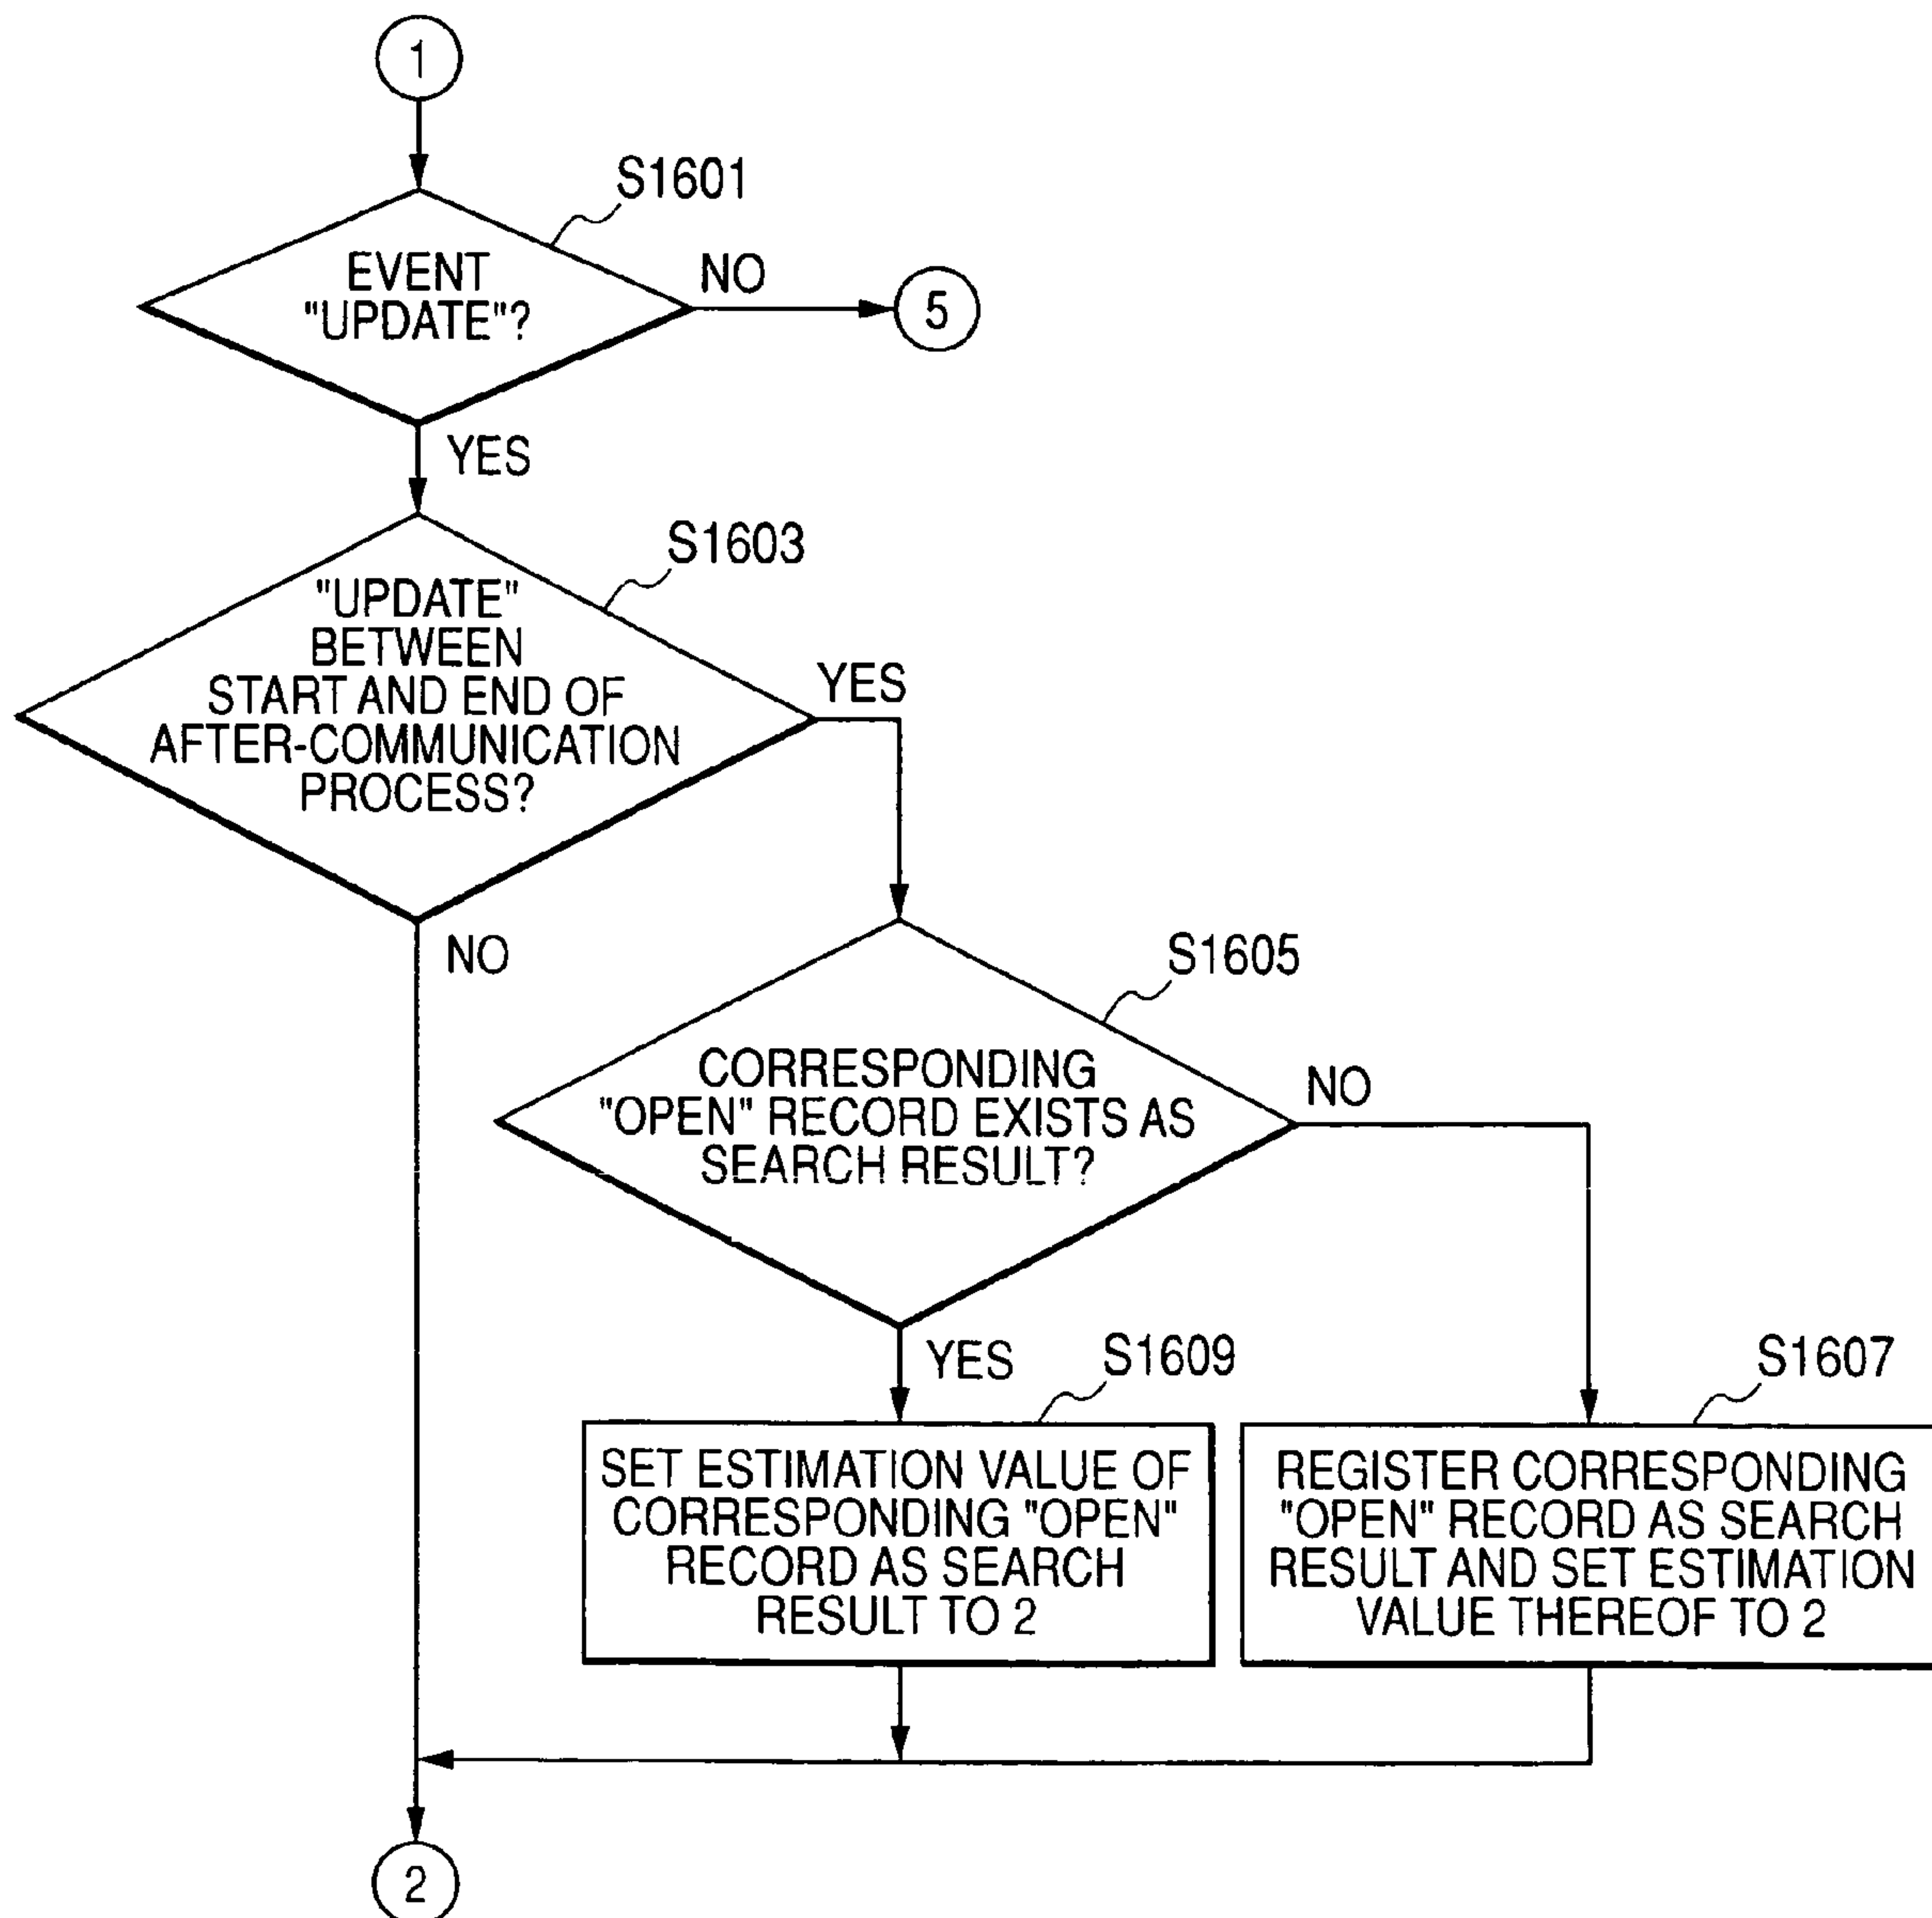 1
S1601
EVENT
"UPDATE"?
NO
5
YES
S1603
"UPDATE"
BETWEEN
START AND END OF
AFTER-COMMUNICATION
PROCESS?
YES
NO
S1605
CORRESPONDING
"OPEN" RECORD EXISTS AS
SEARCH RESULT?
NO
YES
S1609
SET ESTIMATION VALUE OF
CORRESPONDING "OPEN"
RECORD AS SEARCH
RESULT TO 2
S1607
REGISTER CORRESPONDING
"OPEN" RECORD AS SEARCH
RESULT AND SET ESTIMATION
VALUE THEREOF TO 2
2